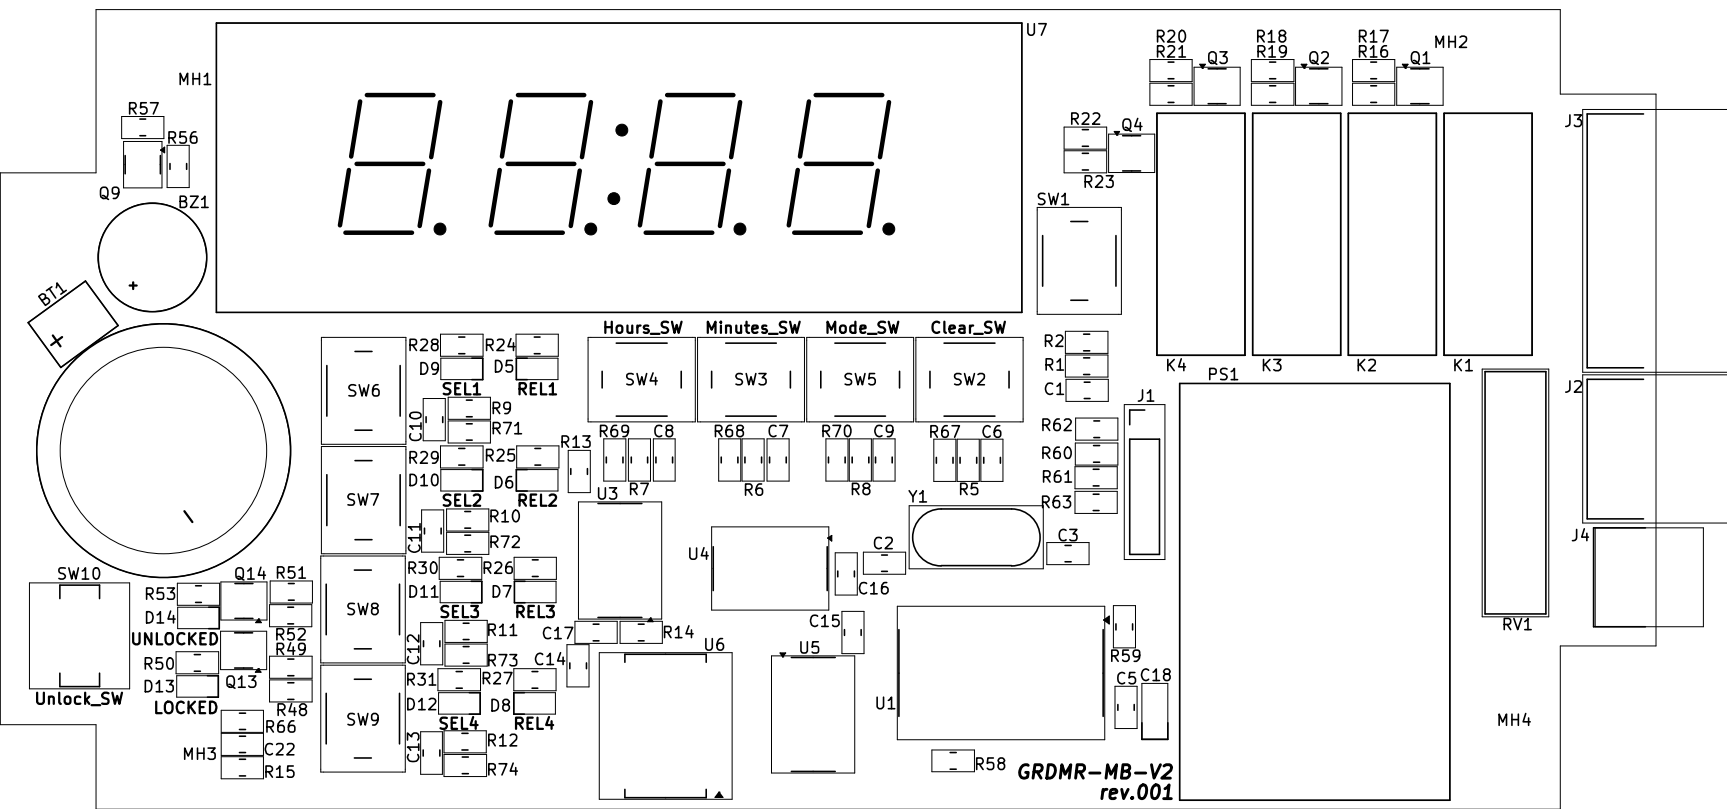 U7
R20
R21
Q3
R18
R19
Q2
R17
R16
Q1
MH2
MH1
R57
R56
Q9
BZ1
+
BT1
+
R22
Q4
R23
SW1
J3
K4
K3
K2
K1
PS1
J2
J1
J4
RV1
R2
R1
C1
R62
R60
R61
R63
Hours_SW
Minutes_SW
Mode_SW
Clear_SW
SW4
SW3
SW5
SW2
R69
C8
R68
C7
R70
C9
R67
C6
R7
R6
R8
R5
SW6
R28
R24
D9
D5
SEL1
REL1
C10
R9
R71
SW7
R29
R25
R13
D10
D6
SEL2
REL2
C11
R10
R72
U3
U4
Y1
C2
C3
C16
SW8
R30
R26
D11
D7
SEL3
REL3
C12
R11
R73
C17
R14
C14
C15
SW9
R31
R27
D12
D8
SEL4
REL4
C13
R12
R74
U6
U5
U1
R59
C5
C18
R58
SW10
Unlock_SW
Q14
R51
R53
D14
UNLOCKED
R52
R49
R50
D13
Q13
LOCKED
R48
R66
MH3
C22
R15
MH4
GRDMR-MB-V2
rev.001